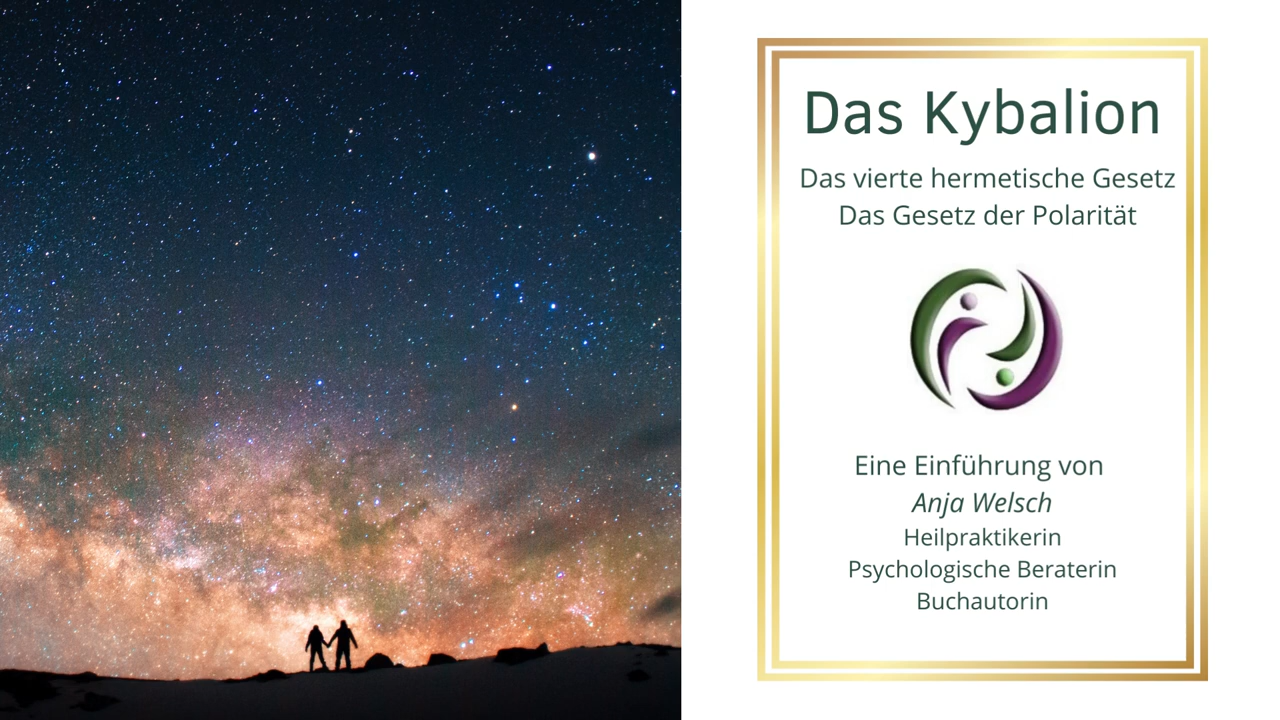 Das Kybalion
Das vierte hermetische Gesetz
Das Gesetz der Polarität
Eine Einführung von
Anja Welsch
Heilpraktikerin
Psychologische Beraterin
Buchautorin